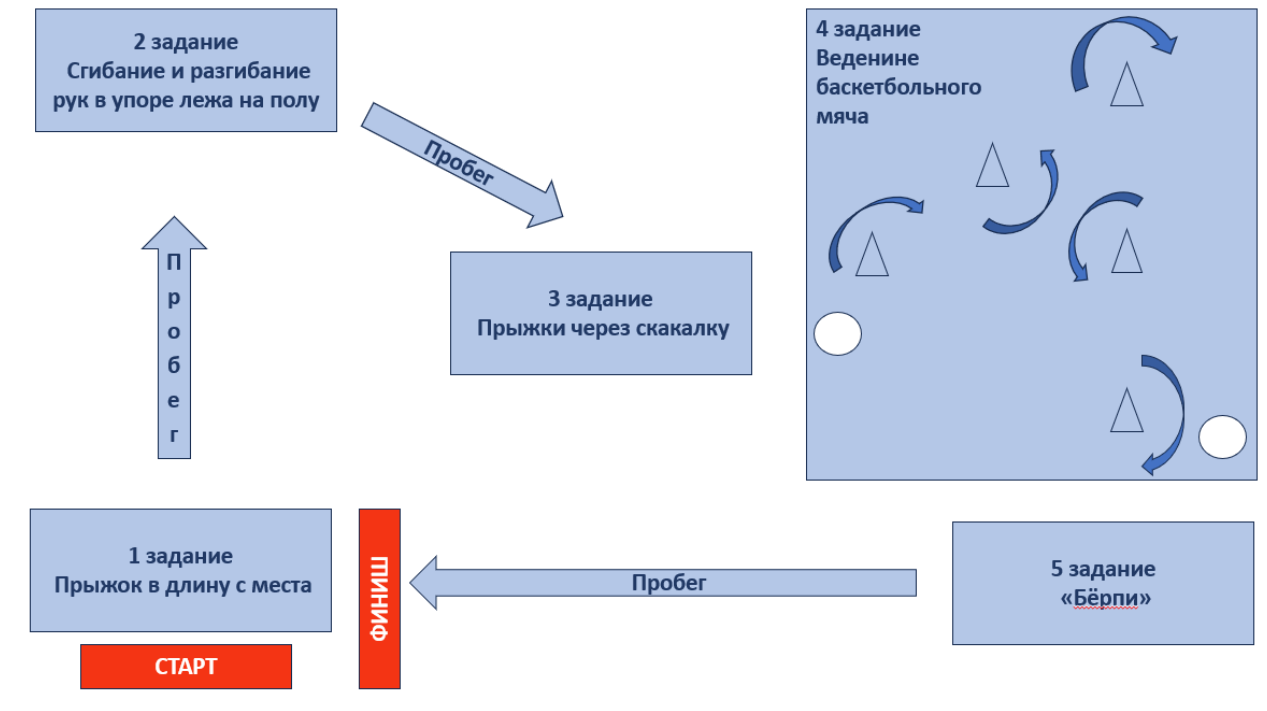 2 задание
Сгибание и разгибание
рук в упоре лежа на полу
4 задание
Веденине
баскетбольного
мяча
Пробег
Пробег
3 задание
Прыжки через скакалку
1 задание
Прыжок в длину с места
ФИНИШ
Пробег
5 задание
«Бёрпи»
СТАРТ